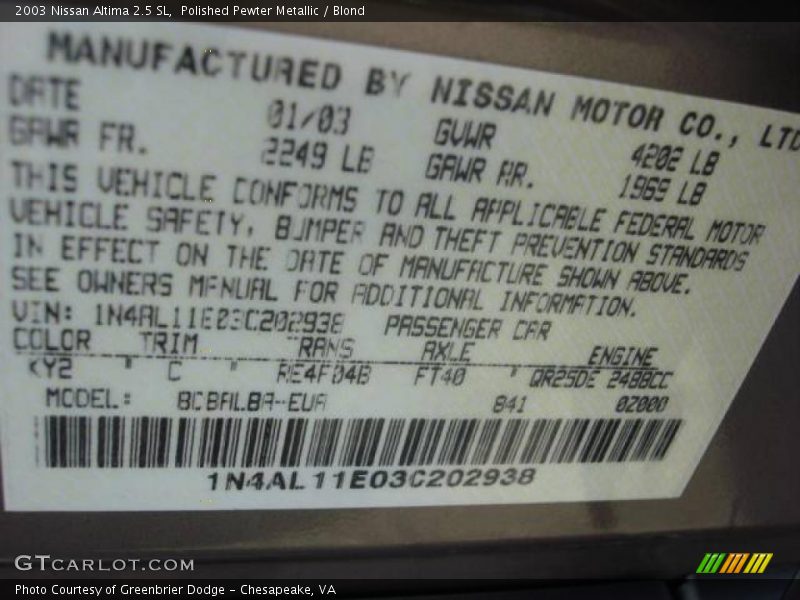 2003 Nissan Altima 2.5 SL, Polished Pewter Metallic / Blond
MANUFACTURED BY NISSAN MOTOR CO., LTD
DATE 01/03 GVWR 4202 LB
GAWR FR. 2249 LB GAWR RR. 1969 LB
THIS VEHICLE CONFORMS TO ALL APPLICABLE FEDERAL MOTOR
VEHICLE SAFETY, BUMPER AND THEFT PREVENTION STANDARDS
IN EFFECT ON THE DATE OF MANUFACTURE SHOWN ABOVE.
SEE OWNERS MANUAL FOR ADDITIONAL INFORMATION.
VIN: 1N4AL11E03C202938 PASSENGER CAR
COLOR TRIM TRANS AXLE ENGINE
KY2 " C " RE4F04B FT40 " QR25DE 2488CC
MODEL: BCBALBA-EUA 841 0Z000
1N4AL11E03C202938
GTCARLOT.COM
Photo Courtesy of Greenbrier Dodge - Chesapeake, VA